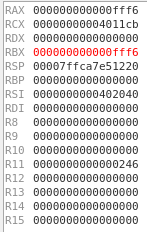 RAX 000000000000fff6
RCX 00000000004011cb
RDX 0000000000000000
RBX 000000000000fff6
RSP 00007ffca7e51220
RBP 0000000000000000
RSI 0000000000402040
RDI 0000000000000000
R8 0000000000000000
R9 0000000000000000
R10 0000000000000000
R11 0000000000000246
R12 0000000000000000
R13 0000000000000000
R14 0000000000000000
R15 0000000000000000